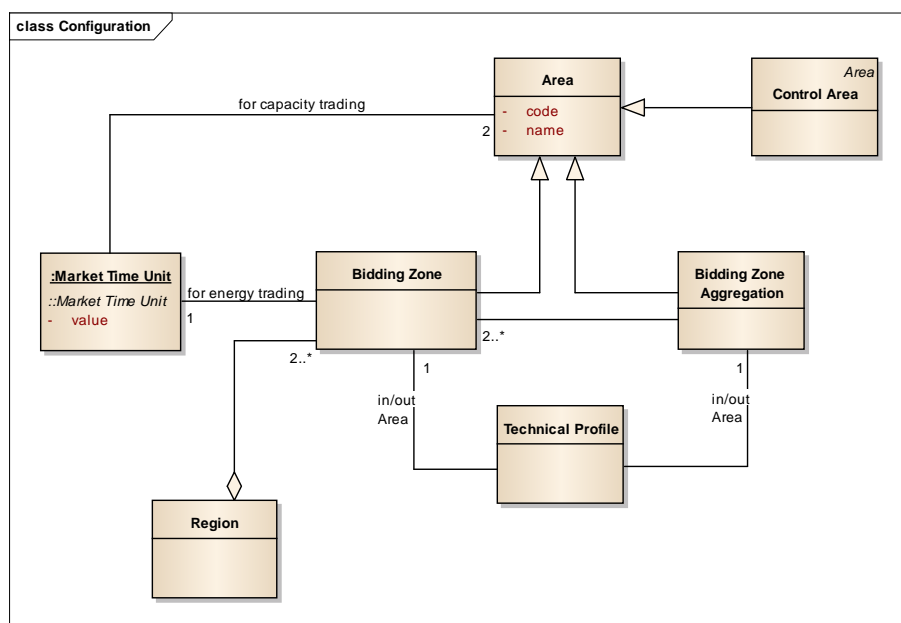 class Configuration
Area
- code
- name
Area
Control Area
for capacity trading
2
:Market Time Unit
::Market Time Unit
- value
for energy trading
1
Bidding Zone
2..*
2..*
1
Bidding Zone
Aggregation
1
in/out
Area
in/out
Area
Technical Profile
Region